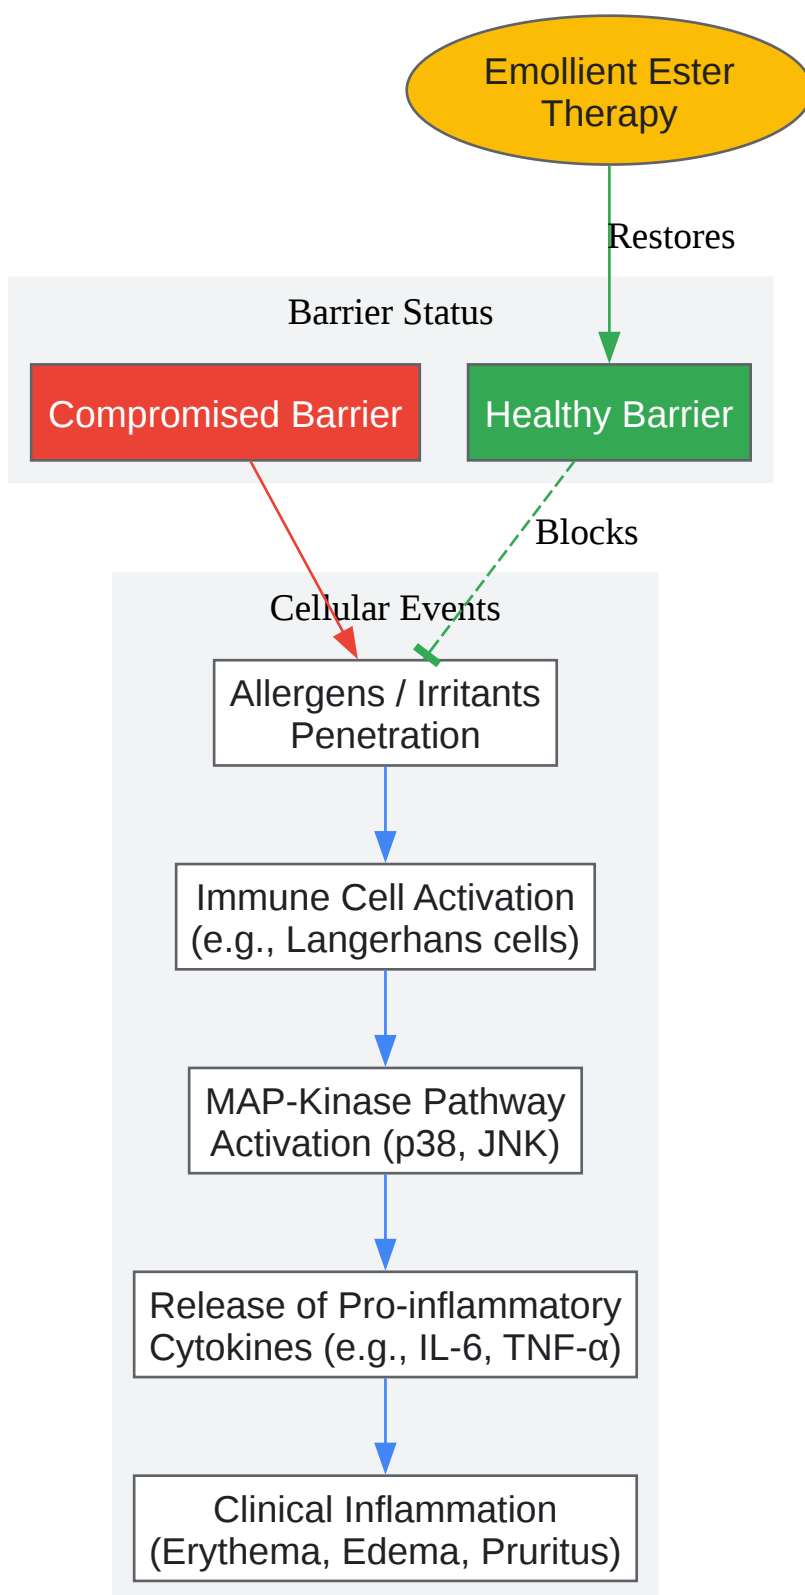 Emollient Ester
Therapy
Restores
Barrier Status
Compromised Barrier
Healthy Barrier
Blocks
Cellular Events
Allergens / Irritants
Penetration
Immune Cell Activation
(e.g., Langerhans cells)
MAP-Kinase Pathway
Activation (p38, JNK)
Release of Pro-inflammatory
Cytokines (e.g., IL-6, TNF-α)
Clinical Inflammation
(Erythema, Edema, Pruritus)